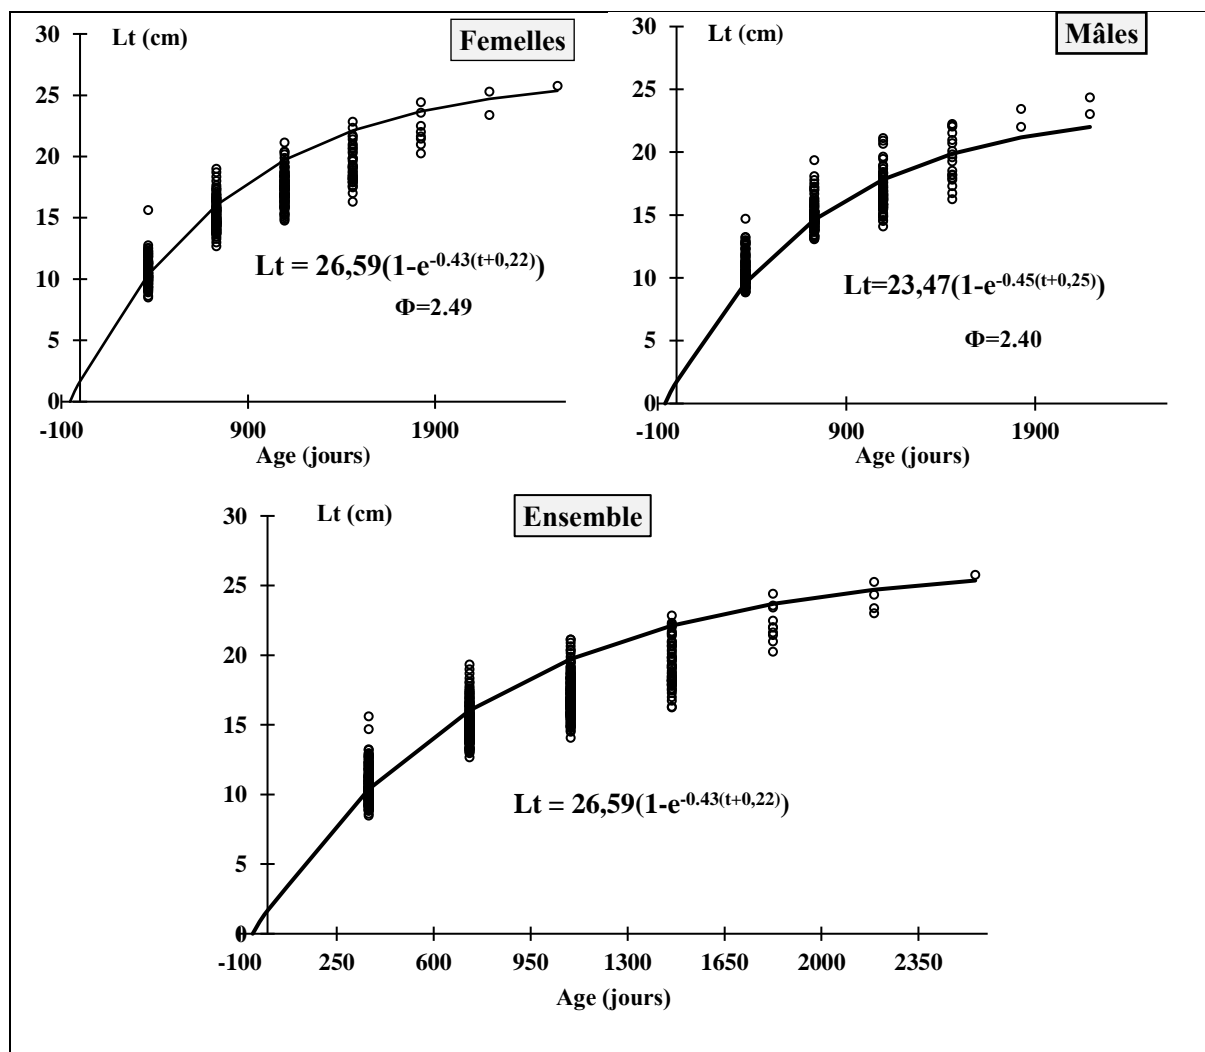 Lt (cm)
Femelles
30
25
20
15
10
5
0
Lt = 26,59(1-e^-0.43(t+0,22))
Φ=2.49
-100 900 1900
Age (jours)
Lt (cm)
Mâles
30
25
20
15
10
5
0
Lt=23,47(1-e^-0.45(t+0,25))
Φ=2.40
-100 900 1900
Age (jours)
Lt (cm)
Ensemble
30
25
20
15
10
5
0
Lt = 26,59(1-e^-0.43(t+0,22))
-100 250 600 950 1300 1650 2000 2350
Age (jours)